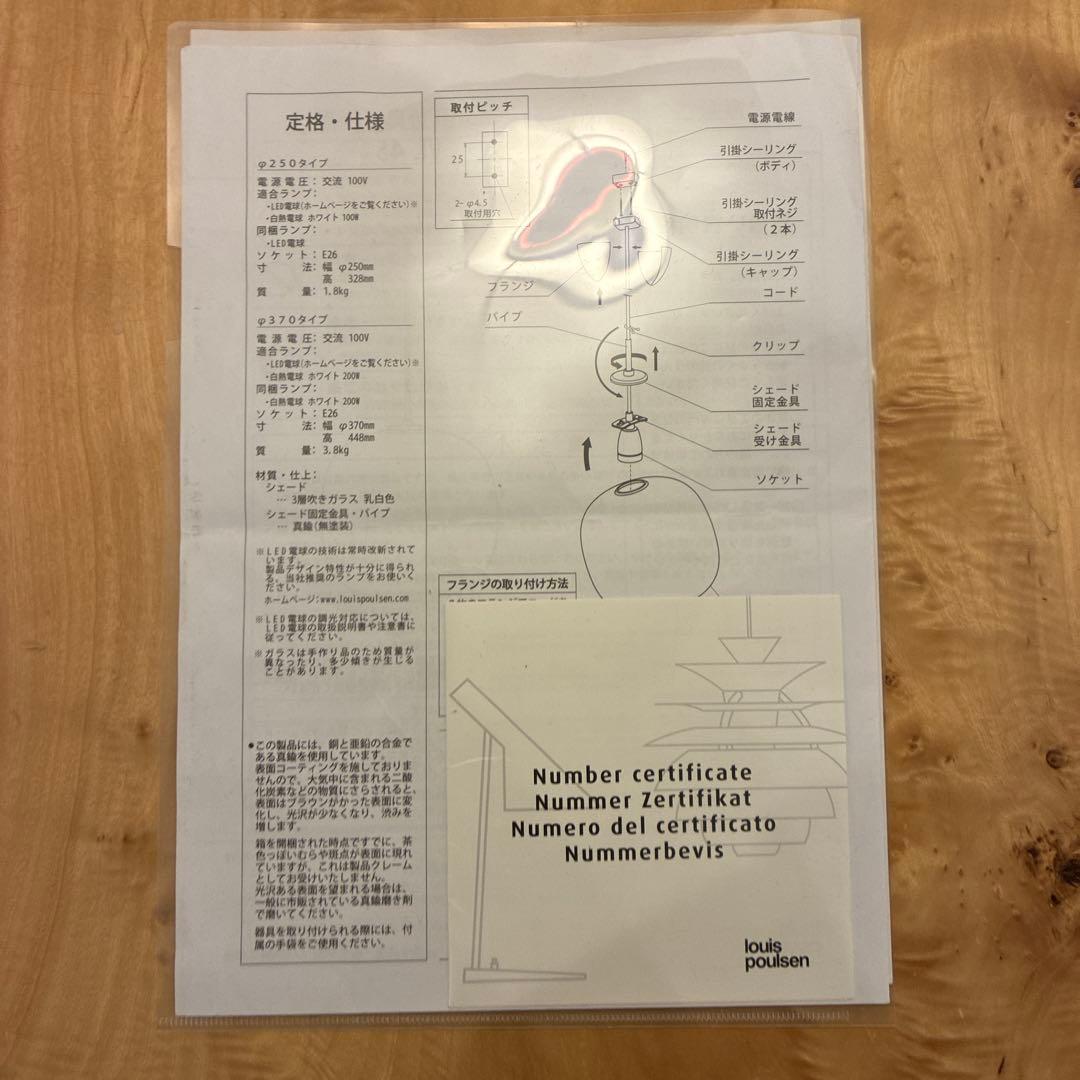 定格・仕様
φ250タイプ
電源電圧：交流 100V
適合ランプ：
・LED電球(ホームページをご覧ください)※
・白熱電球 ホワイト 100W
同梱ランプ：
・LED電球
ソケット：E26
寸　　法：幅 φ250mm
高　328mm
質　　量：1.8kg
φ370タイプ
電源電圧：交流 100V
適合ランプ：
・LED電球(ホームページをご覧ください)※
・白熱電球 ホワイト 200W
同梱ランプ：
・白熱電球 ホワイト 200W
ソケット：E26
寸　　法：幅 φ370mm
高　448mm
質　　量：3.8kg
材質・仕上：
シェード
… 3層吹きガラス 乳白色
シェード固定金具・パイプ
… 真鍮(無塗装)
※LED電球の技術は常時改新されて
います。
製品デザイン特性が十分に得られ
る、当社推奨のランプをお使いく
ださい。
ホームページ：www.louispoulsen.com
※LED電球の調光対応については、
LED電球の取扱説明書や注意書に
従ってください。
※ガラスは手作り品のため質量が
異なったり、多少傾きが生じる
ことがあります。
●この製品には、銅と亜鉛の合金で
ある真鍮を使用しています。
表面コーティングを施しておりま
せんので、大気中に含まれる二酸
化炭素などの物質にさらされると、
表面はブラウンがかった表面に変
化し、光沢が少なくなり、渋みを
増します。
箱を開梱された時点ですでに、茶
色っぽいむらや斑点が表面に現れ
ていますが、これは製品クレーム
としてお受けいたしません。
光沢ある表面を望まれる場合は、
一般に市販されている真鍮磨き剤
で磨いてください。
器具を取り付けられる際には、付
属の手袋をご使用ください。
取付ピッチ
25
2- φ4.5
取付用穴
電源電線
引掛シーリング
(ボディ)
引掛シーリング
取付ネジ
(2本)
引掛シーリング
(キャップ)
フランジ
コード
パイプ
クリップ
シェード
固定金具
シェード
受け金具
ソケット
フランジの取り付け方法
Number certificate
Nummer Zertifikat
Numero del certificato
Nummerbevis
louis
poulsen